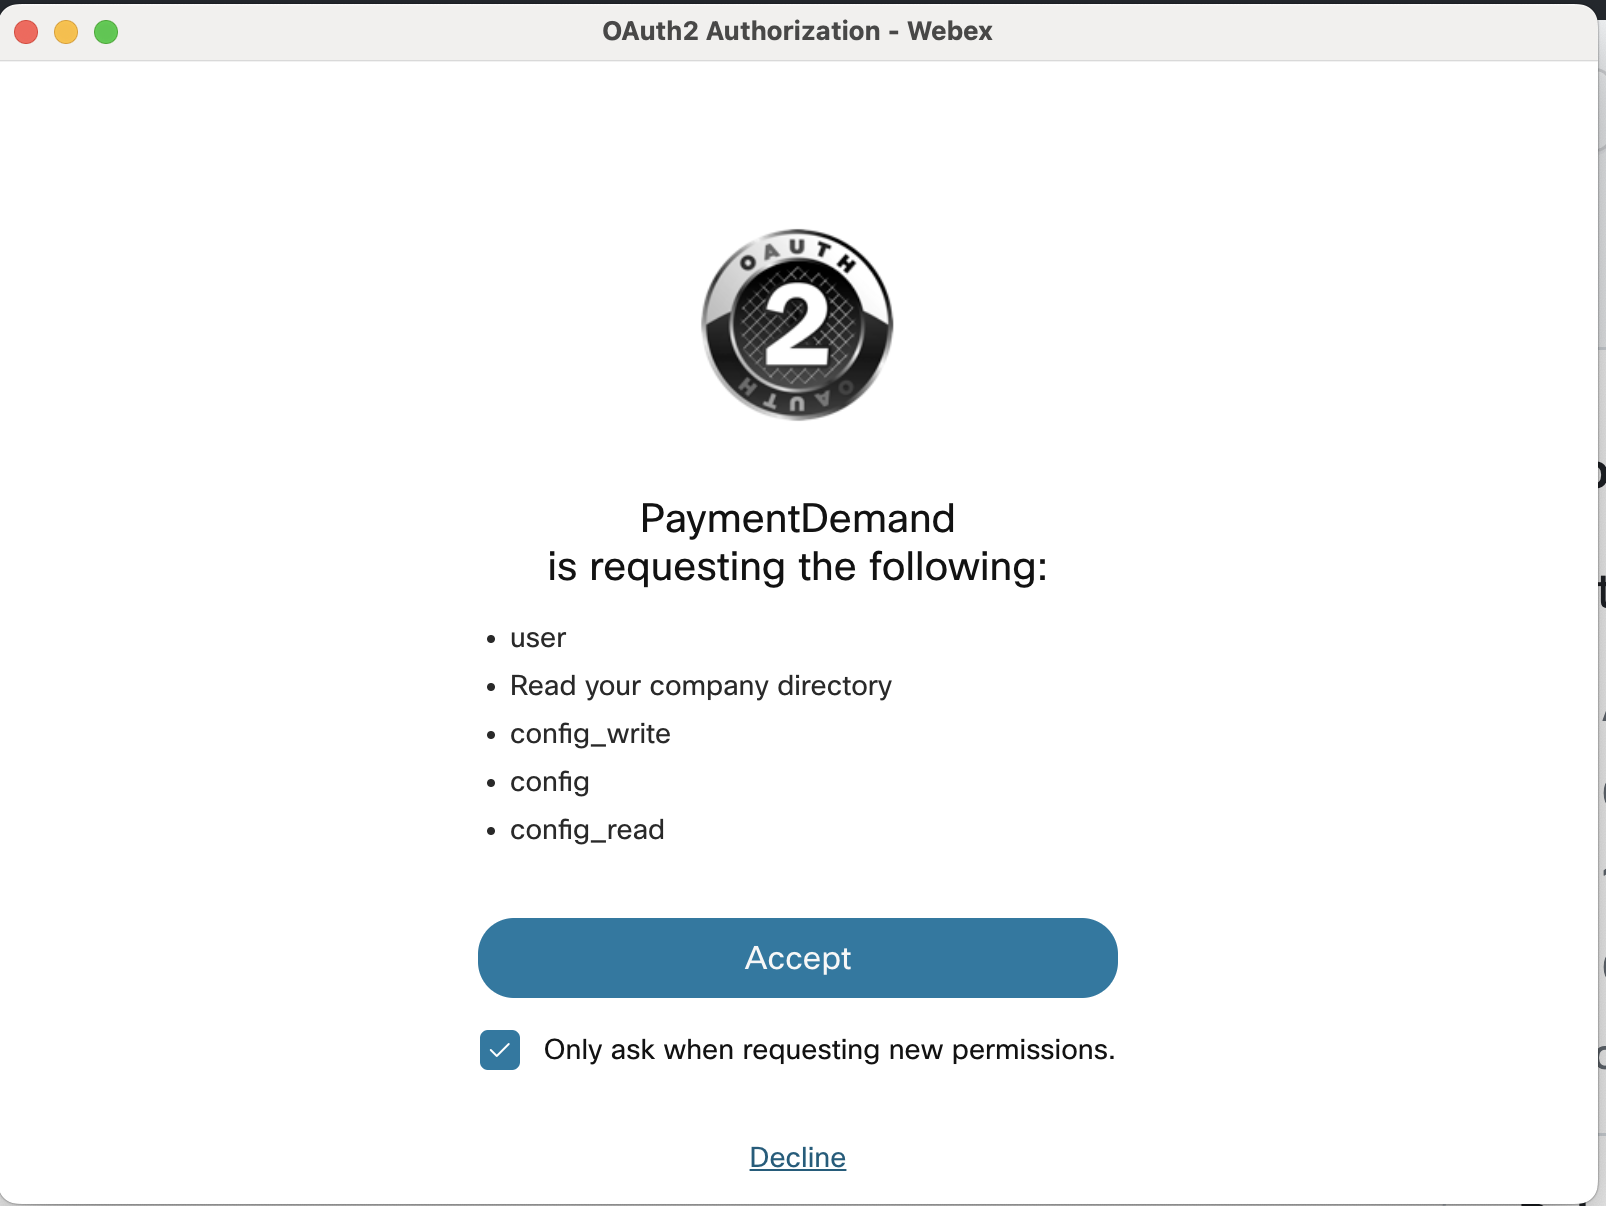 OAuth2 Authorization - Webex
OAUTH
2
OAUTH
PaymentDemand
is requesting the following:
• user
• Read your company directory
• config_write
• config
• config_read
Accept
Only ask when requesting new permissions.
Decline